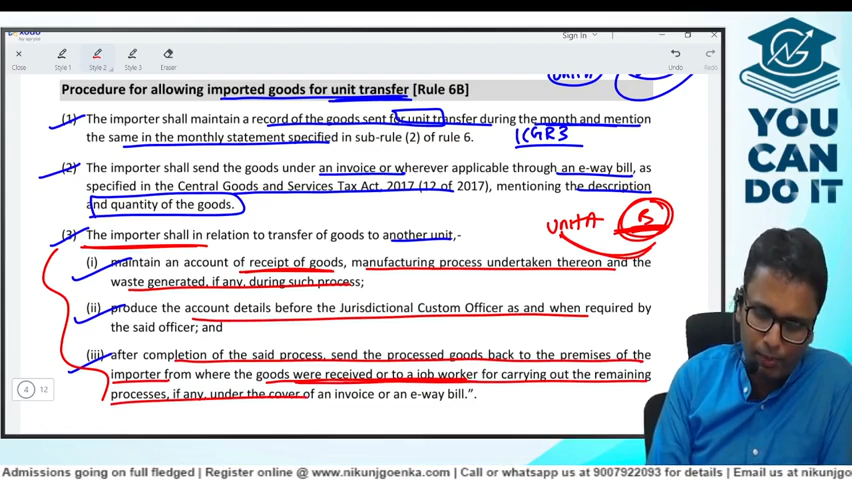 xodo
Sign In
Close
Style 1
Style 2
Style 3
Eraser
Undo
Redo
Unit A
Procedure for allowing imported goods for unit transfer [Rule 6B]
(1) The importer shall maintain a record of the goods sent for unit transfer during the month and mention
the same in the monthly statement specified in sub-rule (2) of rule 6.
ICGR3
(2) The importer shall send the goods under an invoice or wherever applicable through an e-way bill, as
specified in the Central Goods and Services Tax Act, 2017 (12 of 2017), mentioning the description
and quantity of the goods.
UNIT A B
(3) The importer shall in relation to transfer of goods to another unit,-
(i) maintain an account of receipt of goods, manufacturing process undertaken thereon and the
waste generated, if any, during such process;
(ii) produce the account details before the Jurisdictional Custom Officer as and when required by
the said officer; and
(iii) after completion of the said process, send the processed goods back to the premises of the
importer from where the goods were received or to a job worker for carrying out the remaining
processes, if any, under the cover of an invoice or an e-way bill.".
4 12
YOU
CAN
DO IT
Admissions going on full fledged | Register online @ www.nikunjgoenka.com | Call or whatsapp us at 9007922093 for details | Email us at nikunjgo